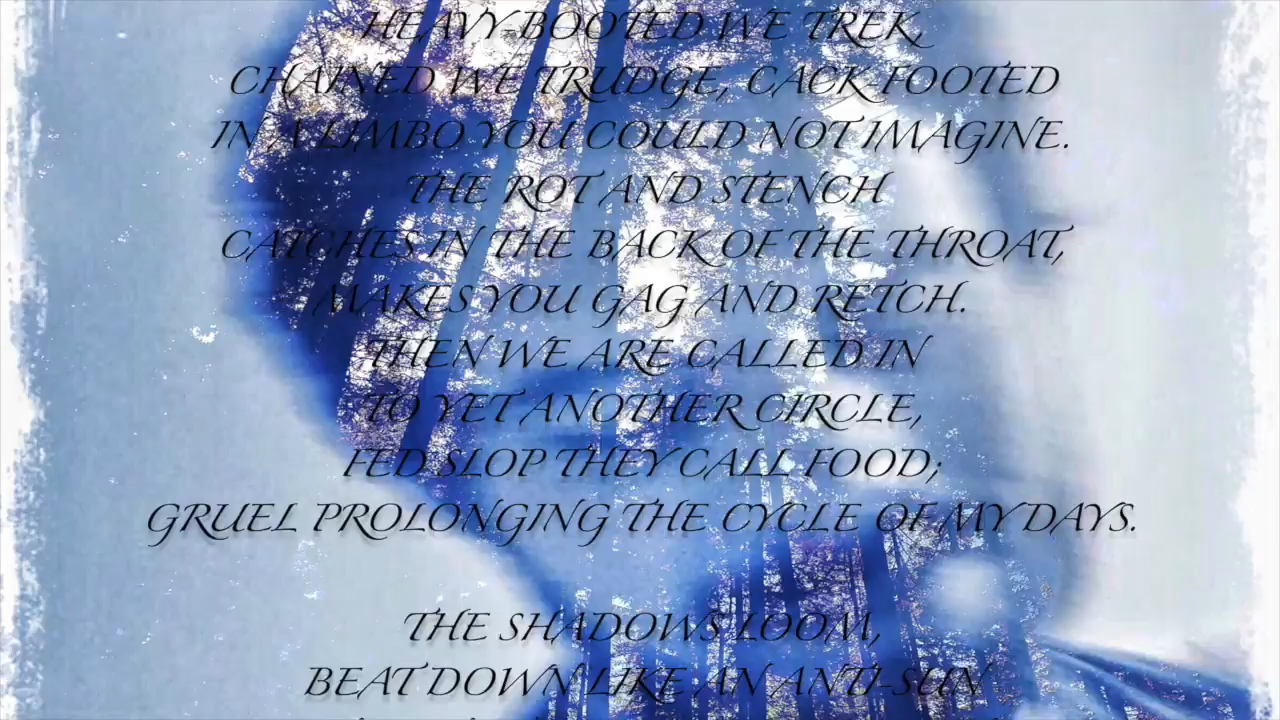 HEAVY BOOTED WE TREK,
CHAINED WE TRUDGE, CACK-FOOTED
IN A LIMBO YOU COULD NOT IMAGINE.
THE ROT AND STENCH
CATCHES IN THE BACK OF THE THROAT,
MAKES YOU GAG AND RETCH.
THEN WE ARE CALLED IN
TO YET ANOTHER CIRCLE,
FED SLOP THEY CALL FOOD;
GRUEL PROLONGING THE CYCLE OF MY DAYS.
THE SHADOWS LOOM,
BEAT DOWN LIKE AN ANTI-SUN